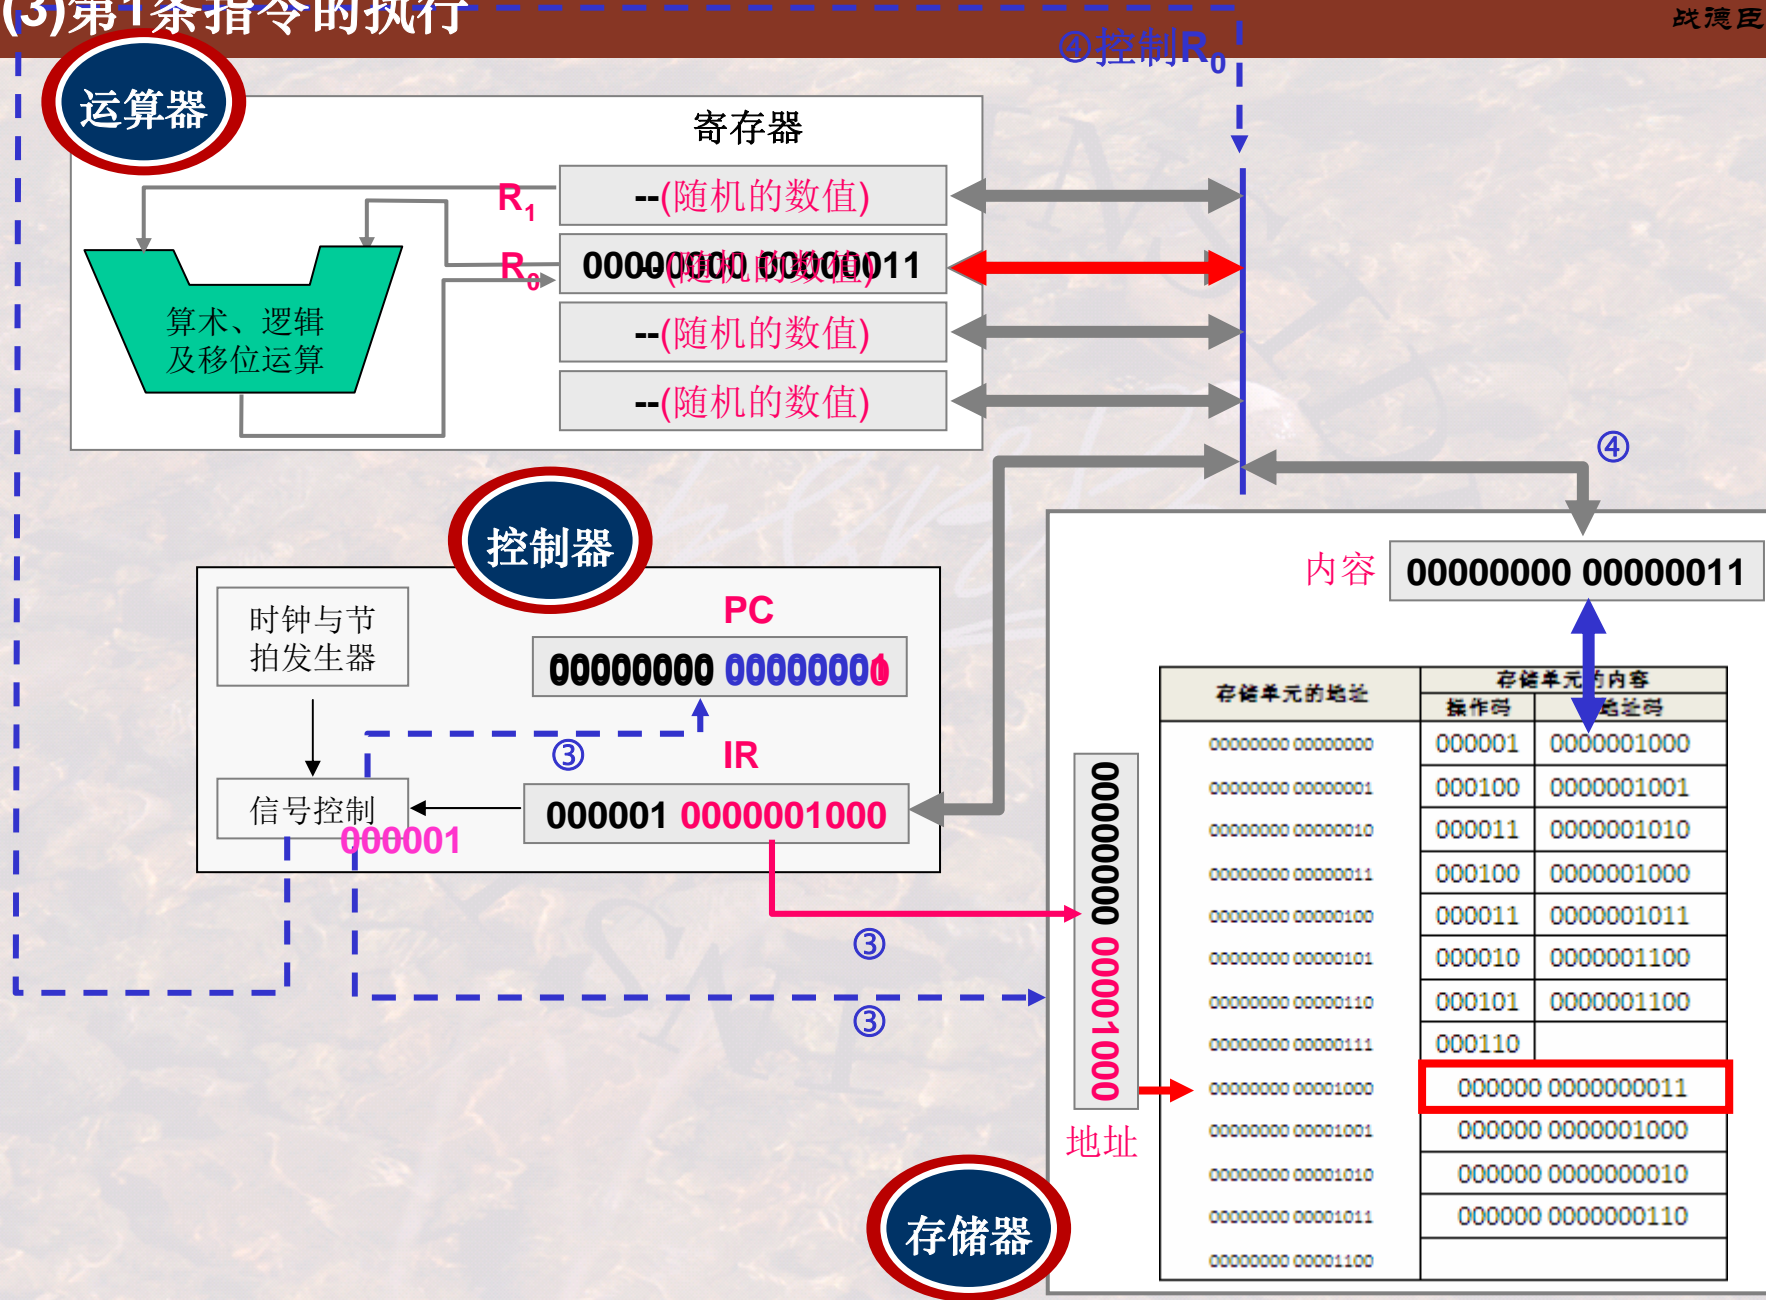 (3)第1条指令的执行
战德臣
④控制R0
运算器
寄存器
R1
--(随机的数值)
R0
00000000 00000011
--(随机的数值)
算术、逻辑
及移位运算
--(随机的数值)
--(随机的数值)
④
控制器
内容
00000000 00000011
时钟与节
拍发生器
PC
00000000 00000001
③
IR
信号控制
000001 0000001000
000001
③
③
00000000 00001000
地址
存储器
存储单元的地址 存储单元的内容
操作码 地址码
00000000 00000000 000001 0000001000
00000000 00000001 000100 0000001001
00000000 00000010 000011 0000001010
00000000 00000011 000100 0000001000
00000000 00000100 000011 0000001011
00000000 00000101 000010 0000001100
00000000 00000110 000101 0000001100
00000000 00000111 000110
00000000 00001000 000000 0000000011
00000000 00001001 000000 0000001000
00000000 00001010 000000 0000000010
00000000 00001011 000000 0000000110
00000000 00001100